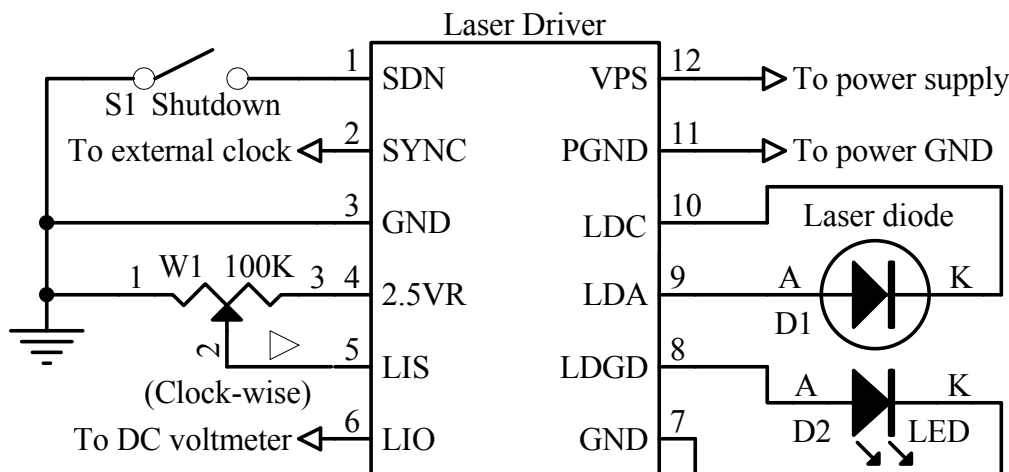 Laser Driver
1 SDN VPS 12 To power supply
S1 Shutdown
To external clock 2 SYNC PGND 11 To power GND
3 GND LDC 10 Laser diode
1 W1 100K 3 4 2.5VR LDA 9 A K
D1
2 5 LIS LDGD 8 A K
(Clock-wise)
To DC voltmeter 6 LIO GND 7 D2 LED